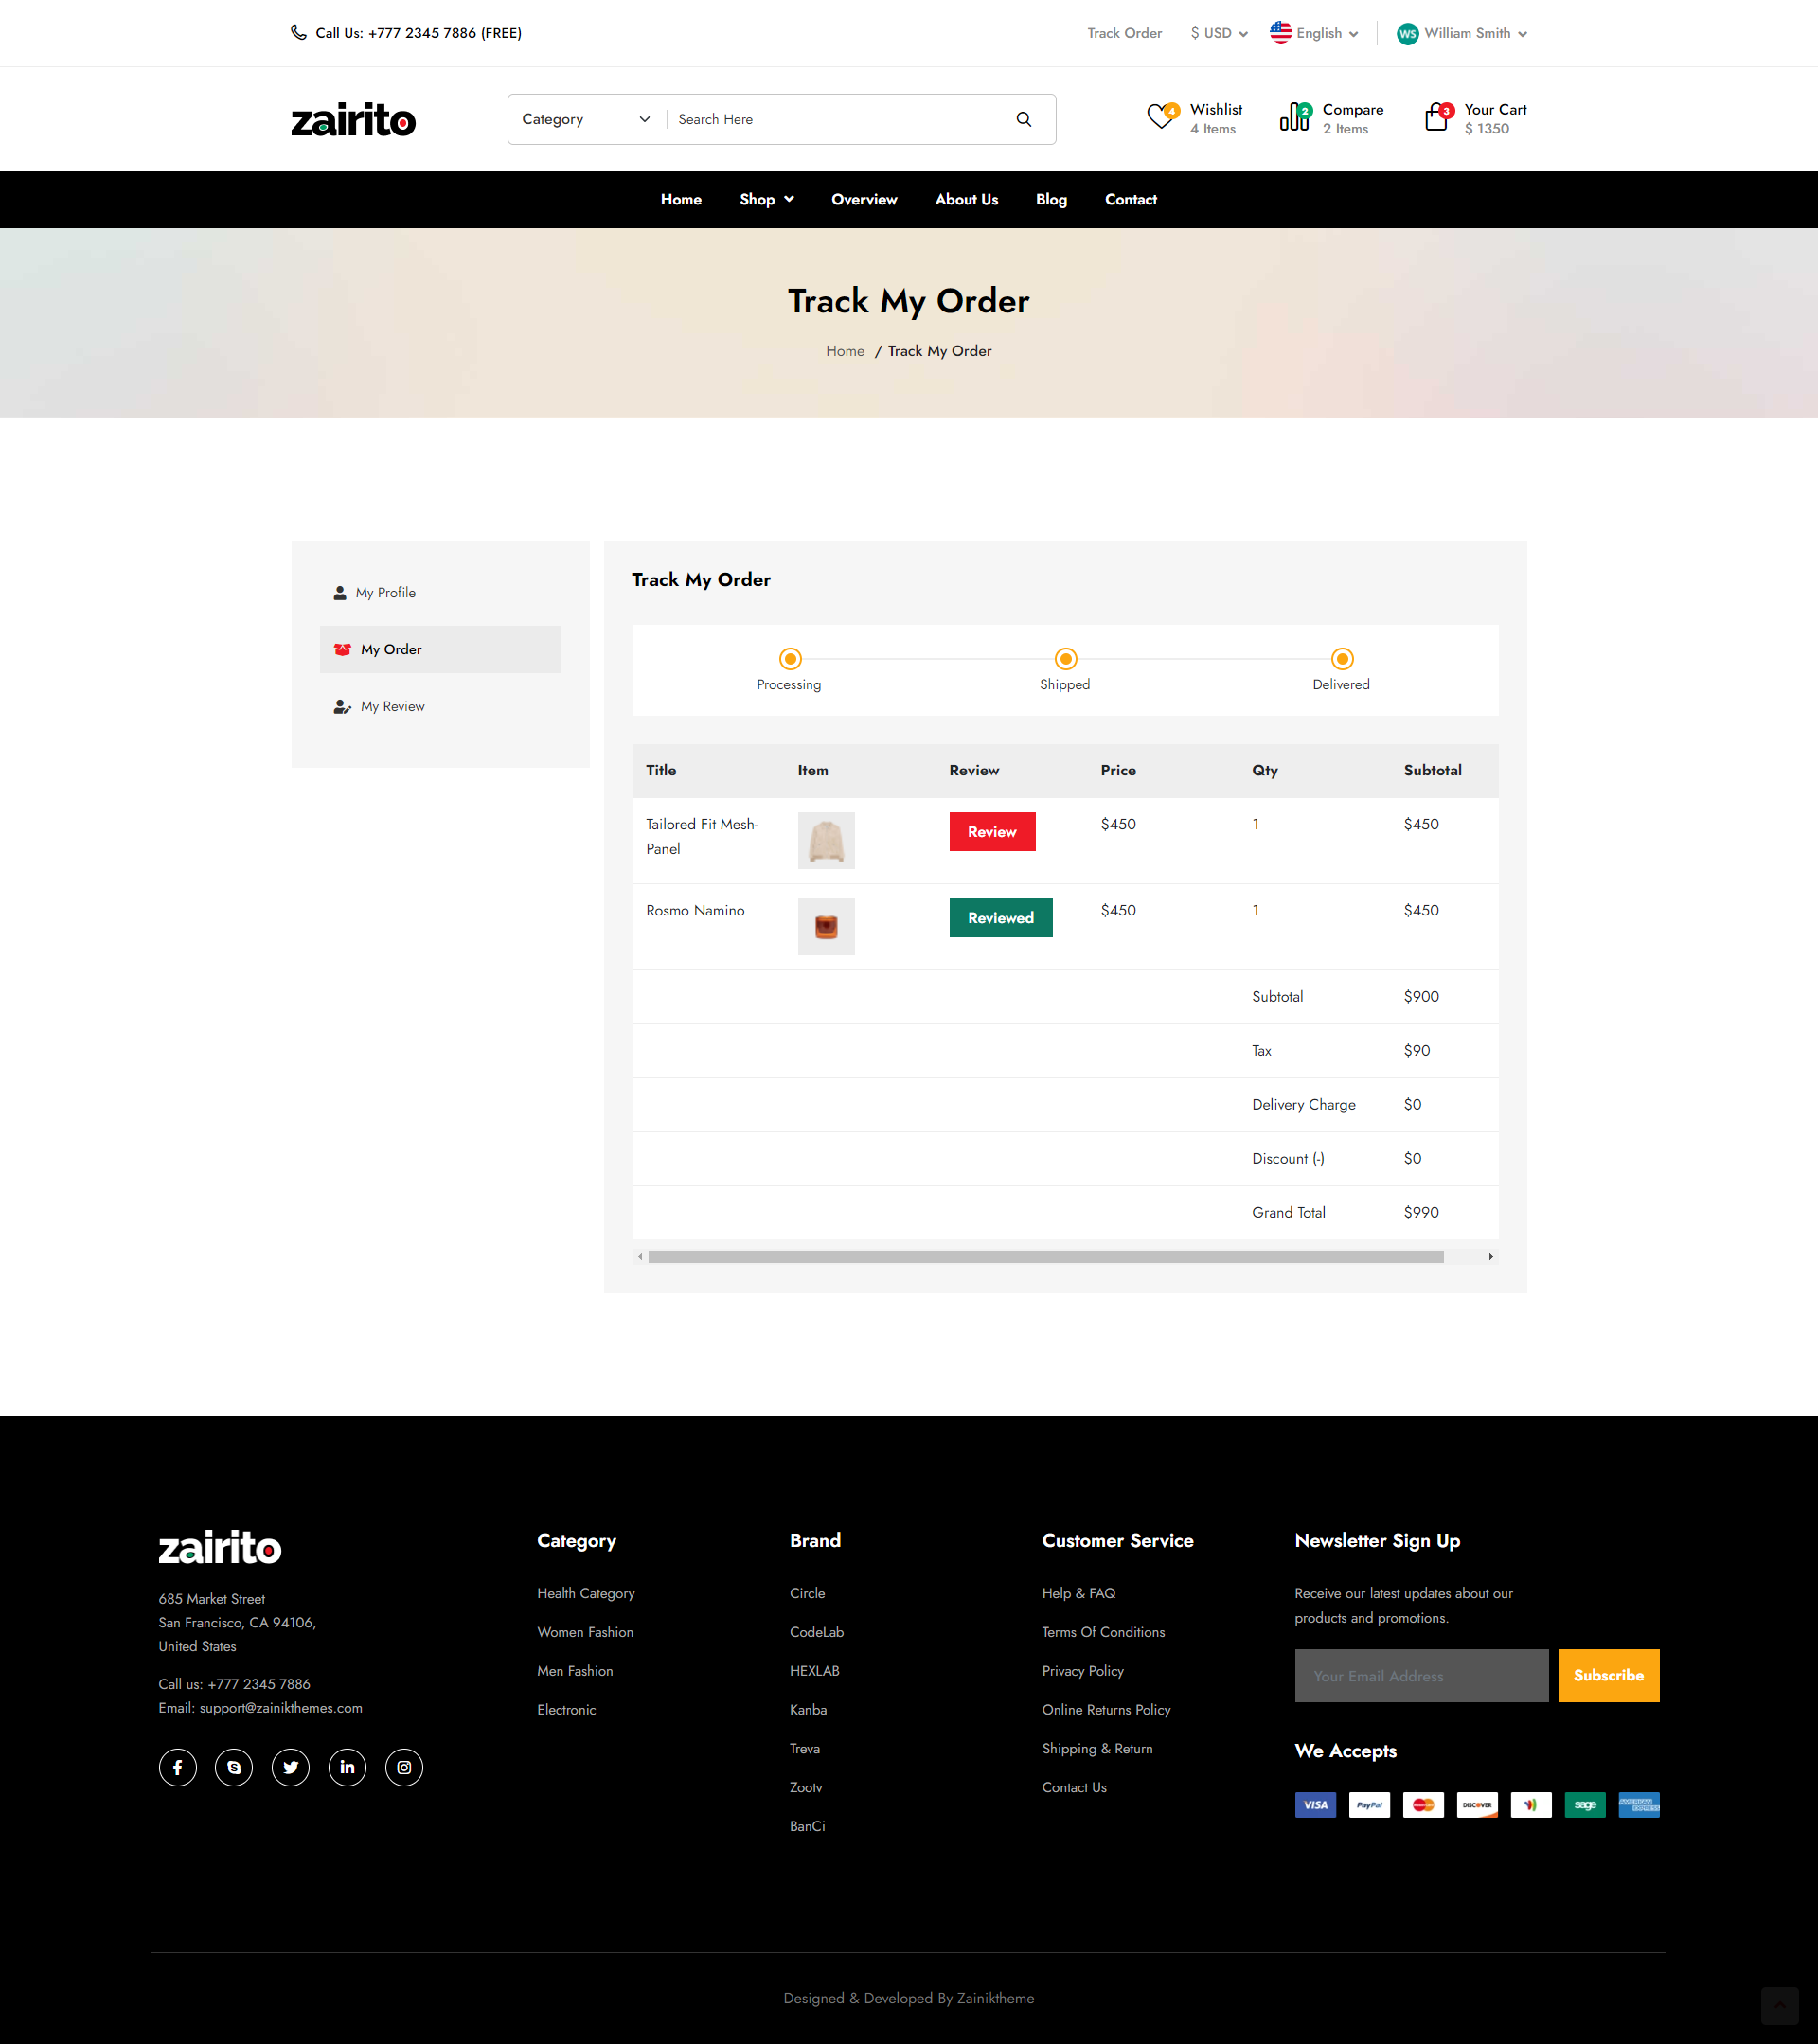 Call Us: +777 2345 7886 (FREE)
Track Order
$ USD
English
WS
William Smith
zairito
Category
Search Here
4
Wishlist
4 Items
2
Compare
2 Items
3
Your Cart
$ 1350
Home
Shop
Overview
About Us
Blog
Contact
Track My Order
Home / Track My Order
My Profile
My Order
My Review
Track My Order
Processing
Shipped
Delivered
Title Item Review Price Qty Subtotal
Tailored Fit Mesh-
Panel
Review
$450
1
$450
Rosmo Namino
Reviewed
$450
1
$450
Subtotal $900
Tax $90
Delivery Charge $0
Discount (-) $0
Grand Total $990
zairito
685 Market Street
San Francisco, CA 94106,
United States
Call us: +777 2345 7886
Email: support@zainikthemes.com
Category
Health Category
Women Fashion
Men Fashion
Electronic
Brand
Circle
CodeLab
HEXLAB
Kanba
Treva
Zootv
BanCi
Customer Service
Help & FAQ
Terms Of Conditions
Privacy Policy
Online Returns Policy
Shipping & Return
Contact Us
Newsletter Sign Up
Receive our latest updates about our
products and promotions.
Your Email Address
Subscribe
We Accepts
VISA
PayPal
DISCOVER
sage
AMERICAN
EXPRESS
Designed & Developed By Zainiktheme